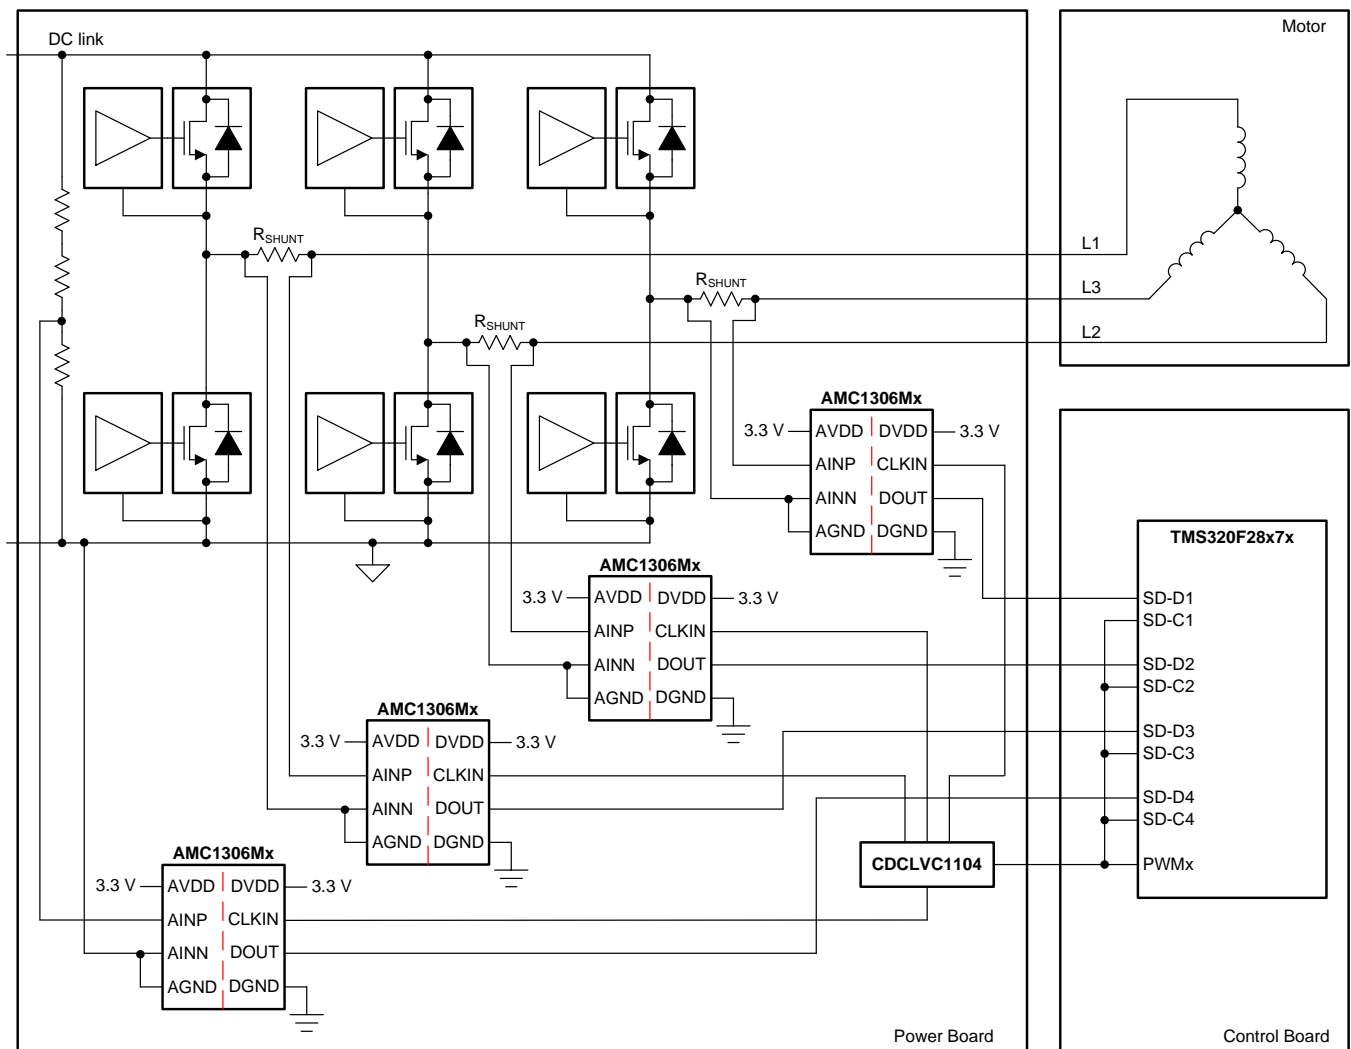 DC link
Motor
R_SHUNT
L1
R_SHUNT
L3
R_SHUNT
L2
AMC1306Mx
3.3 V
AVDD
DVDD
3.3 V
AINP
CLKIN
AINN
DOUT
AGND
DGND
AMC1306Mx
3.3 V
AVDD
DVDD
3.3 V
AINP
CLKIN
AINN
DOUT
AGND
DGND
AMC1306Mx
3.3 V
AVDD
DVDD
3.3 V
AINP
CLKIN
AINN
DOUT
AGND
DGND
AMC1306Mx
3.3 V
AVDD
DVDD
3.3 V
AINP
CLKIN
AINN
DOUT
AGND
DGND
CDCLVC1104
TMS320F28x7x
SD-D1
SD-C1
SD-D2
SD-C2
SD-D3
SD-C3
SD-D4
SD-C4
PWMx
Power Board
Control Board